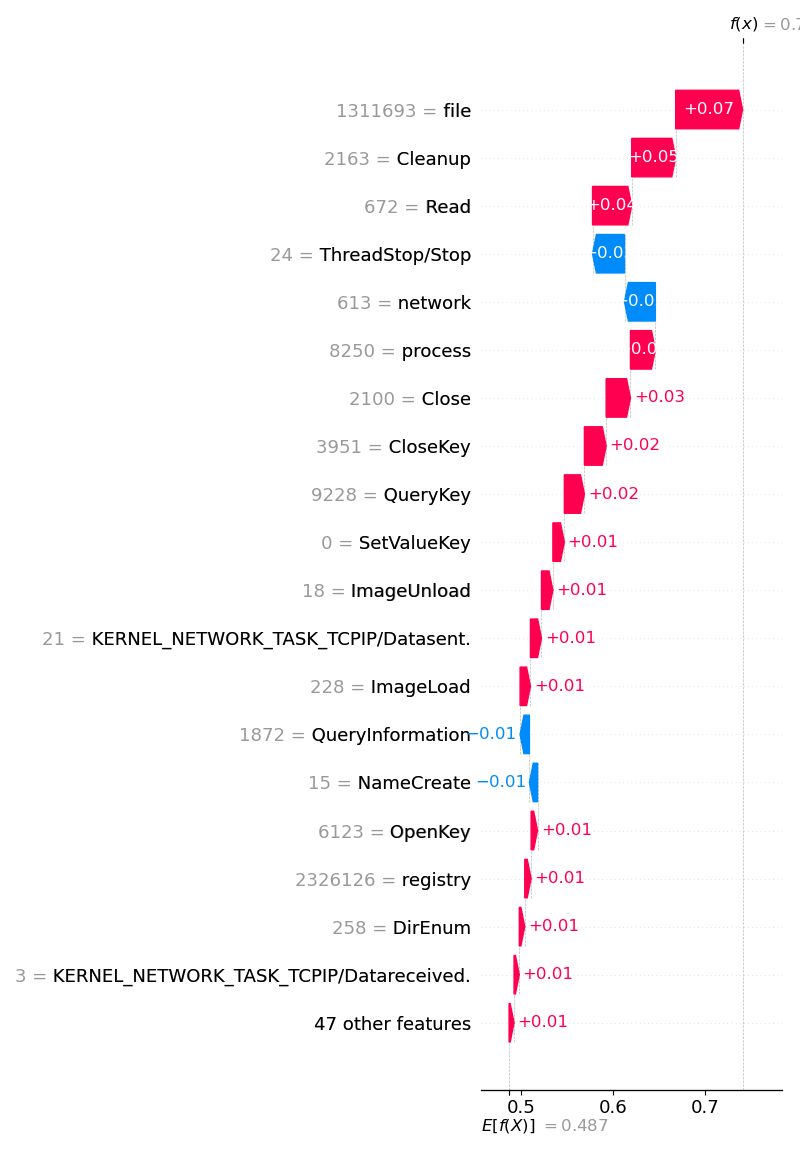 f(x) = 0.7
1311693 = file +0.07
2163 = Cleanup +0.05
672 = Read +0.04
24 = ThreadStop/Stop −0.0
613 = network −0.0
8250 = process 0.0
2100 = Close +0.03
3951 = CloseKey +0.02
9228 = QueryKey +0.02
0 = SetValueKey +0.01
18 = ImageUnload +0.01
21 = KERNEL_NETWORK_TASK_TCPIP/Datasent. +0.01
228 = ImageLoad +0.01
1872 = QueryInformation −0.01
15 = NameCreate −0.01
6123 = OpenKey +0.01
2326126 = registry +0.01
258 = DirEnum +0.01
3 = KERNEL_NETWORK_TASK_TCPIP/Datareceived. +0.01
47 other features +0.01
0.5 0.6 0.7
E[f(X)] = 0.487